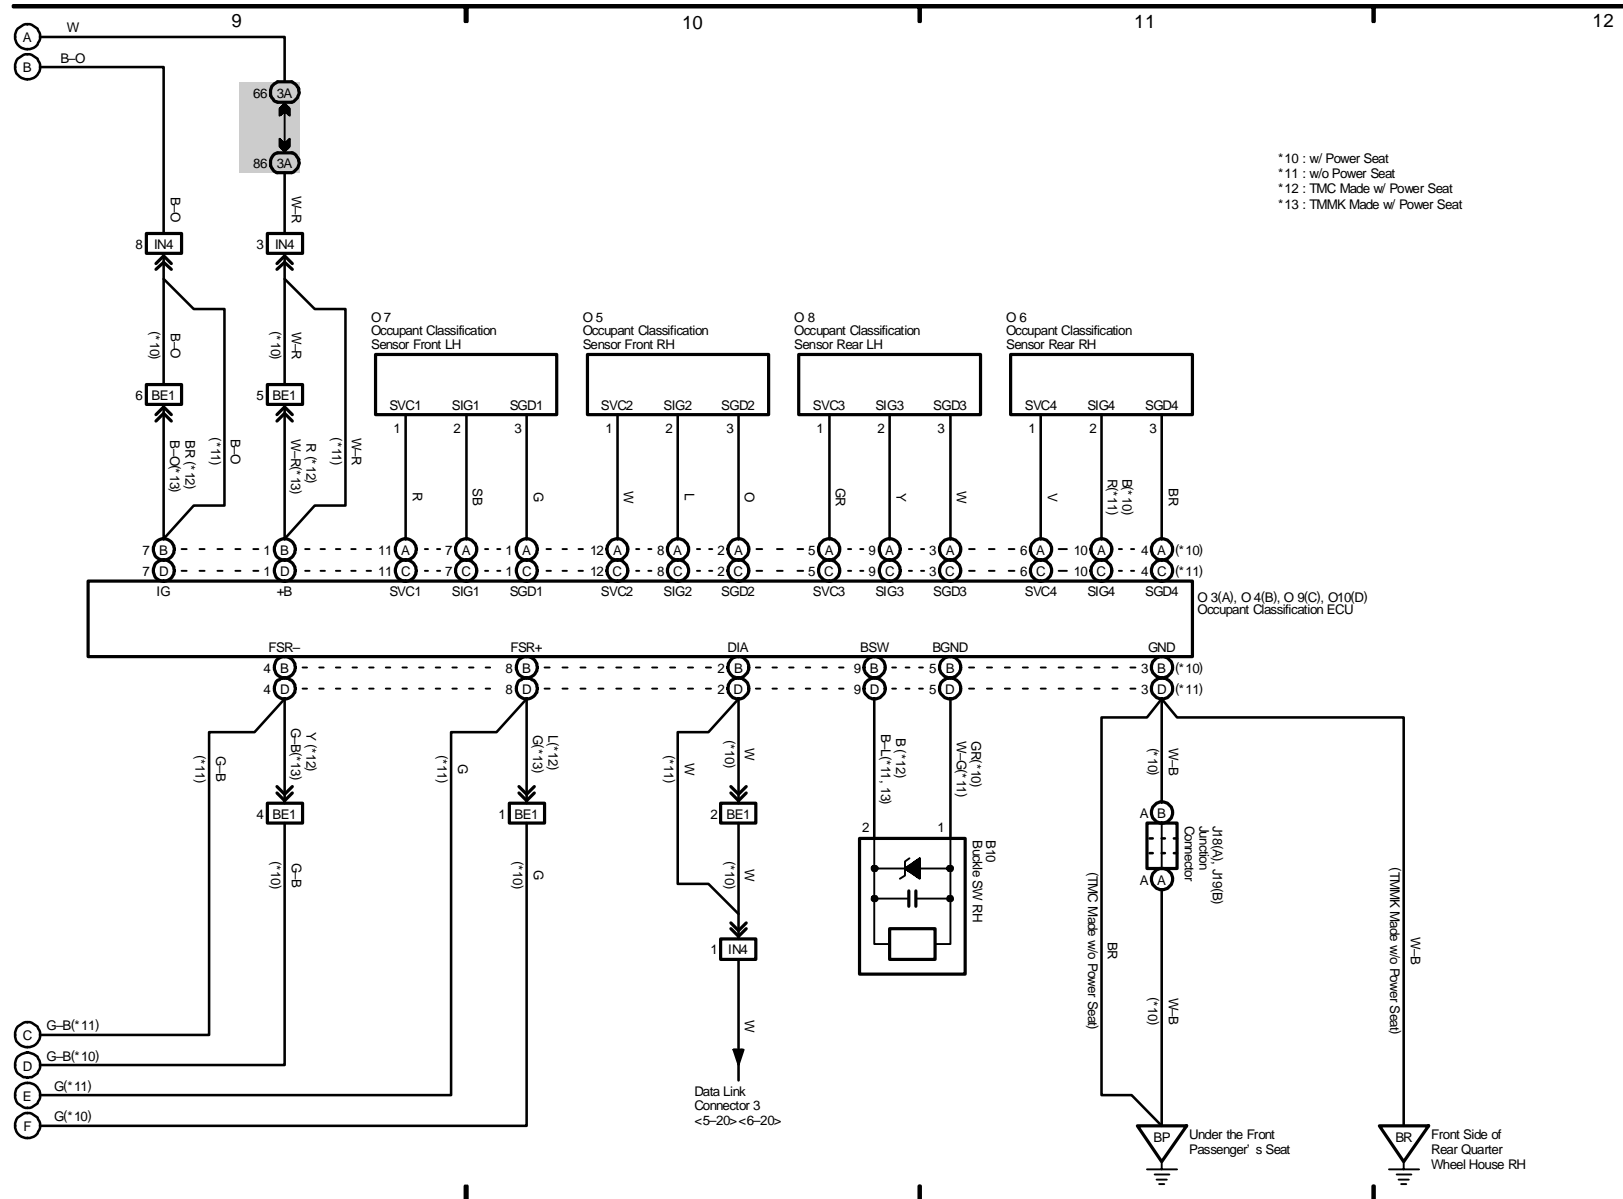 9 10 11 12
A W
B B–O
66 3A
86 3A
*10 : w/ Power Seat
*11 : w/o Power Seat
*12 : TMC Made w/ Power Seat
*13 : TMMK Made w/ Power Seat
B–O W–R
8 IN4 3 IN4
B–O (*10)
W–R (*10)
6 BE1 5 BE1
BR (*12)
B–O(*13)
B–O (*11)
R (*12)
W–R(*13)
W–R (*11)
O 7
Occupant Classification
Sensor Front LH
SVC1 SIG1 SGD1
1 2 3
R SB G
O 5
Occupant Classification
Sensor Front RH
SVC2 SIG2 SGD2
1 2 3
W L O
O 8
Occupant Classification
Sensor Rear LH
SVC3 SIG3 SGD3
1 2 3
GR Y W
O 6
Occupant Classification
Sensor Rear RH
SVC4 SIG4 SGD4
1 2 3
V B(*10) BR
R(*11)
7 B 1 B 11 A 7 A 1 A 12 A 8 A 2 A 5 A 9 A 3 A 6 A 10 A 4 A (*10)
7 D 1 D 11 C 7 C 1 C 12 C 8 C 2 C 5 C 9 C 3 C 6 C 10 C 4 C (*11)
IG +B SVC1 SIG1 SGD1 SVC2 SIG2 SGD2 SVC3 SIG3 SGD3 SVC4 SIG4 SGD4
O 3(A), O 4(B), O 9(C), O10(D)
Occupant Classification ECU
FSR– FSR+ DIA BSW BGND GND
4 B 8 B 2 B 9 B 5 B 3 B (*10)
4 D 8 D 2 D 9 D 5 D 3 D (*11)
G–B (*11)
Y (*12)
G–B(*13)
4 BE1
G–B (*10)
G (*11)
L(*12)
G(*13)
1 BE1
G (*10)
W (*11)
W (*10)
2 BE1
W (*10)
1 IN4
W
Data Link
Connector 3
<5–20><6–20>
B (*12)
B–L(*11, 13)
GR(*10)
W–G(*11)
2 1
B10
Buckle SW RH
W–B (*10)
A B
J18(A), J19(B)
Junction
Connector
A A
W–B (*10)
BR
(TMC Made w/o Power Seat)
W–B
(TMMK Made w/o Power Seat)
C G–B(*11)
D G–B(*10)
E G(*11)
F G(*10)
BP
Under the Front
Passenger' s Seat
BR
Front Side of
Rear Quarter
Wheel House RH